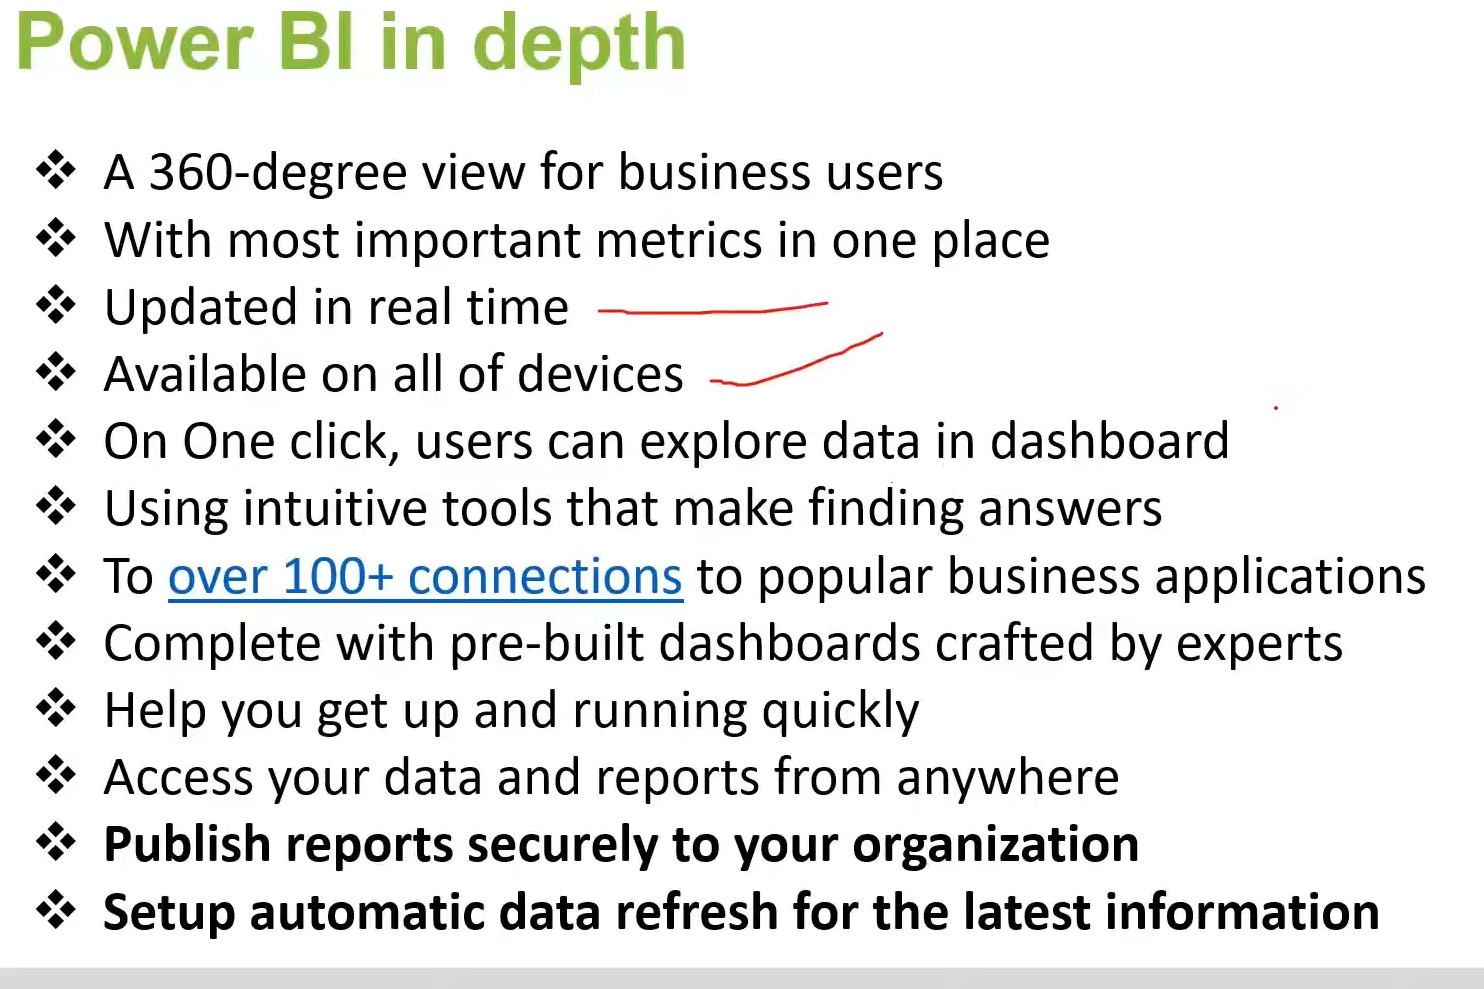 Power BI in depth
❖ A 360-degree view for business users
❖ With most important metrics in one place
❖ Updated in real time
❖ Available on all of devices
❖ On One click, users can explore data in dashboard
❖ Using intuitive tools that make finding answers
❖ To over 100+ connections to popular business applications
❖ Complete with pre-built dashboards crafted by experts
❖ Help you get up and running quickly
❖ Access your data and reports from anywhere
❖ Publish reports securely to your organization
❖ Setup automatic data refresh for the latest information